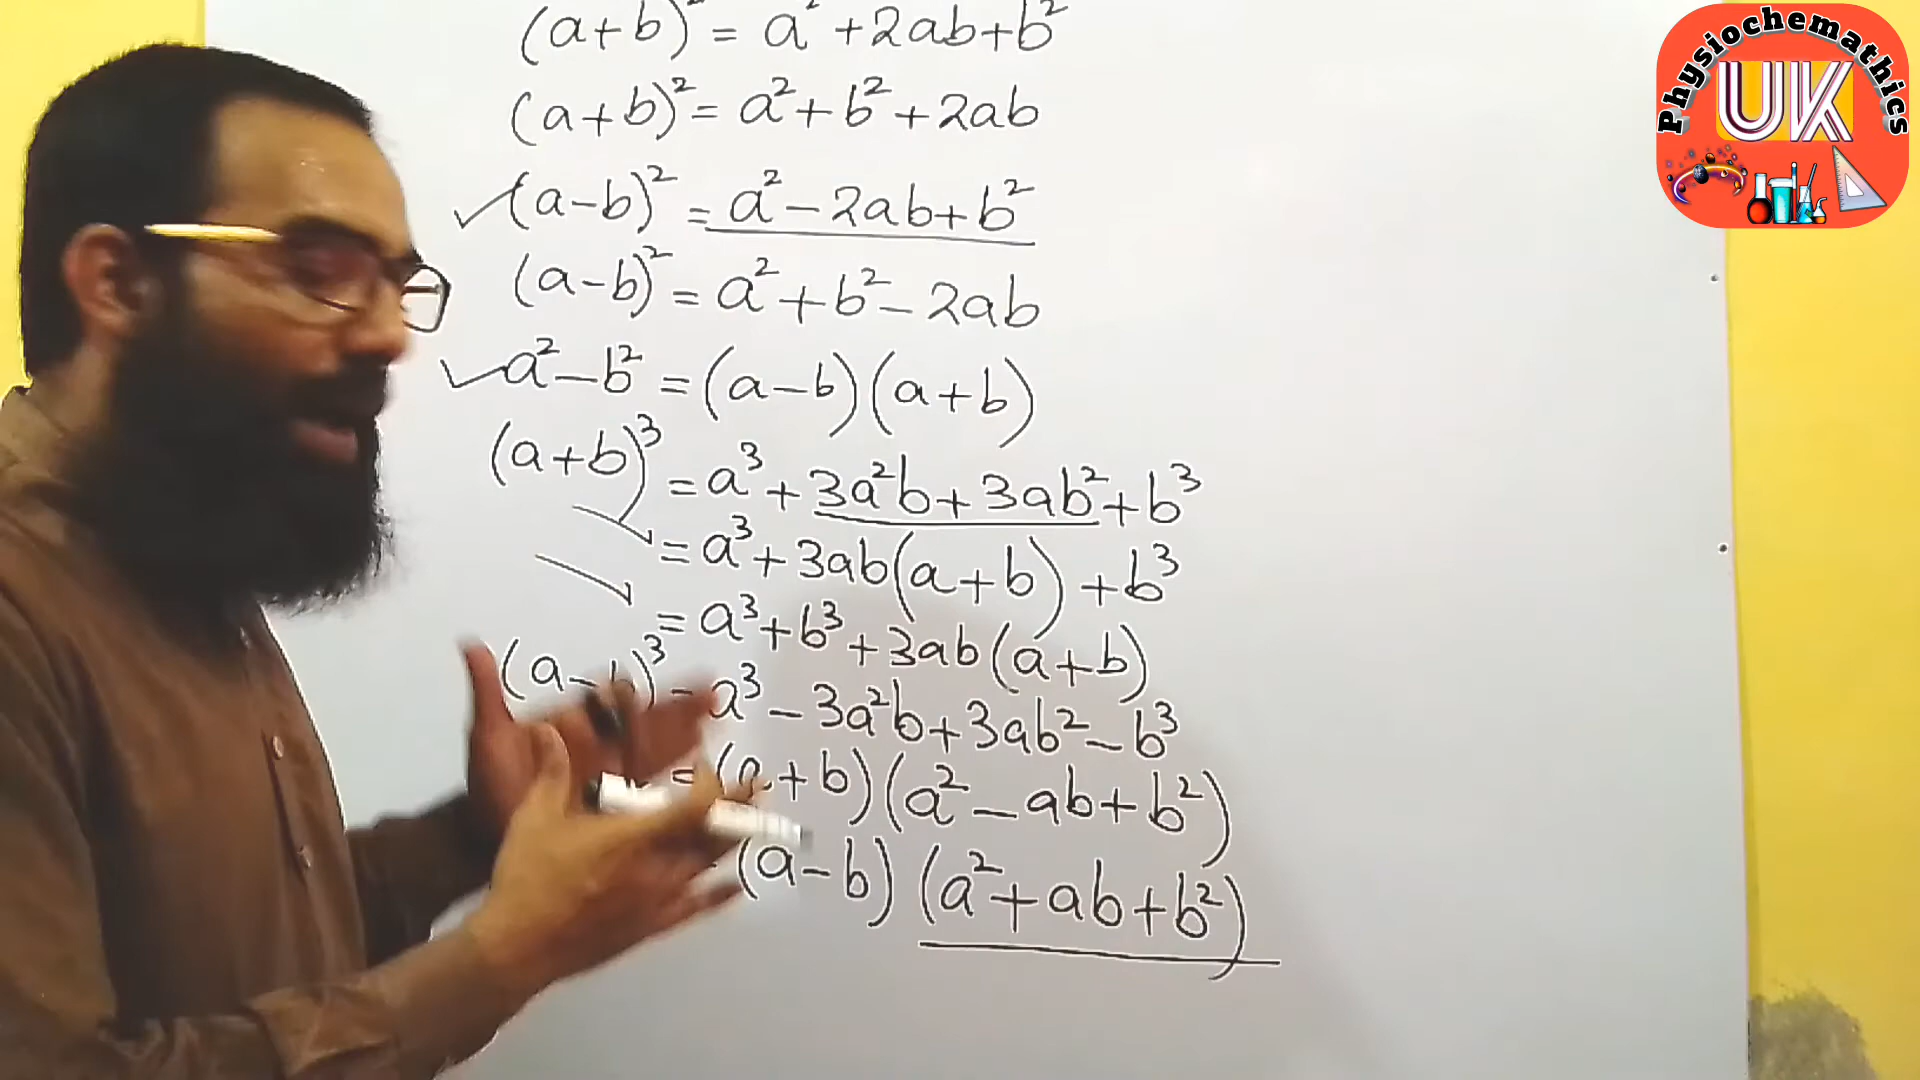 (a+b)² = a²+2ab+b²
(a+b)² = a²+b²+2ab
(a-b)² = a²-2ab+b²
(a-b)² = a²+b²-2ab
a²-b² = (a-b)(a+b)
(a+b)³ = a³+3a²b+3ab²+b³
= a³+3ab(a+b)+b³
= a³+b³+3ab(a+b)
(a-b)³ = a³-3a²b+3ab²-b³
= (a+b)(a²-ab+b²)
(a-b)(a²+ab+b²)
Physiochemathics
UK